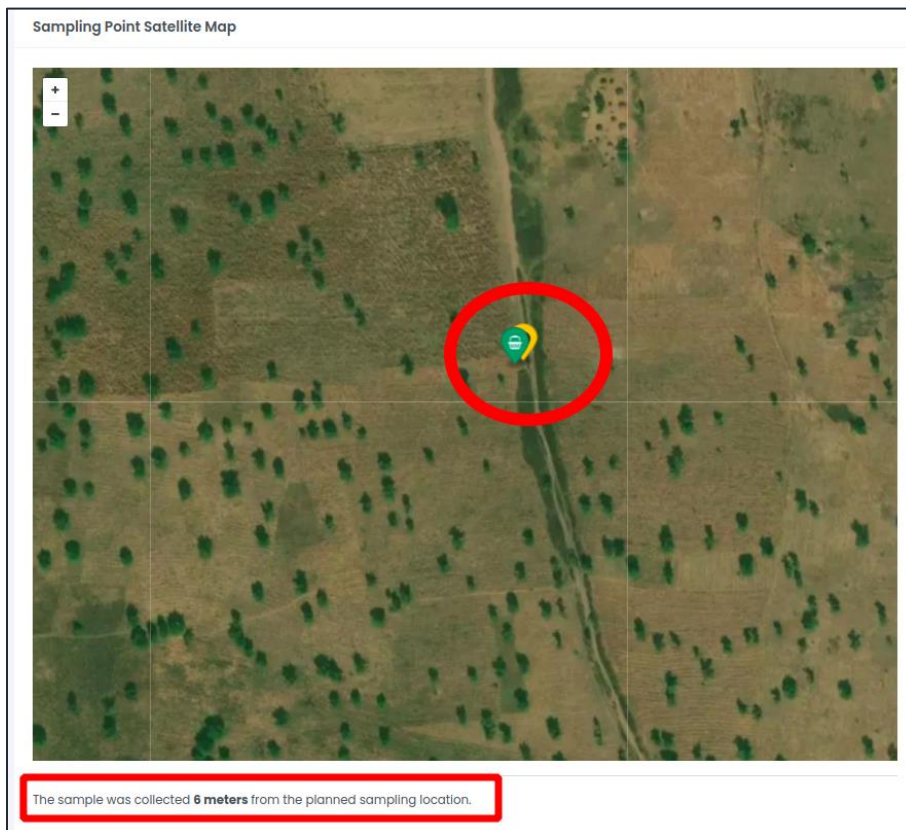 Sampling Point Satellite Map
+
−
The sample was collected 6 meters from the planned sampling location.